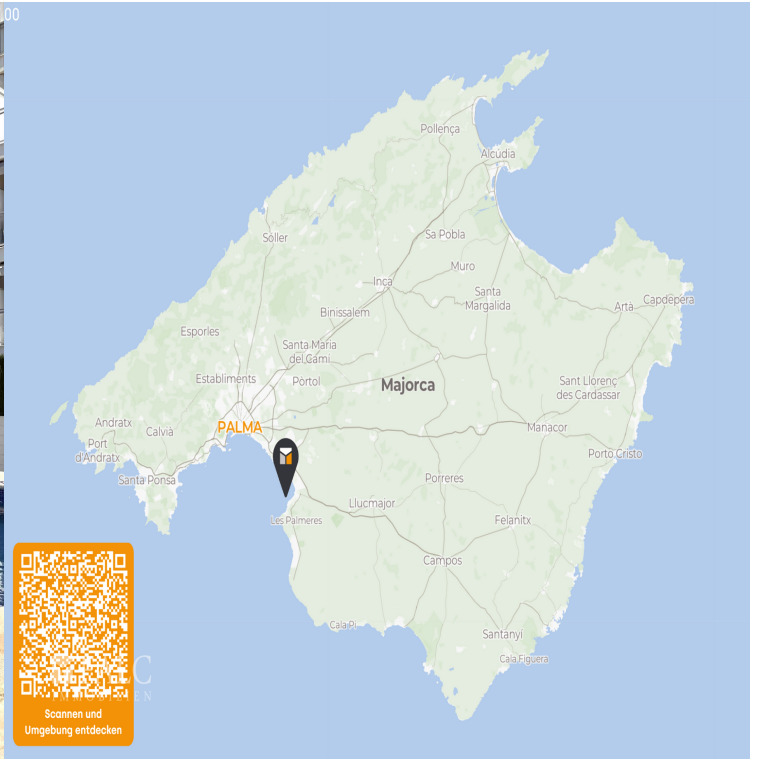 00
Pollença
Alcúdia
Sóller
Sa Pobla
Muro
Inca
Santa
Margalida
Arta
Capdepera
Binissalem
Esporles
Santa Maria
del Camí
Establiments
Pòrtol
Majorca
Sant Llorenç
des Cardassar
Andratx
Calvià
PALMA
Manacor
Port
d'Andratx
Porto Cristo
Santa Ponsa
Porreres
Llucmajor
Les Palmeres
Felanitx
Campos
Cala Pi
Santanyí
Cala Figuera
IMMOBILIEN
Scannen und
Umgebung entdecken